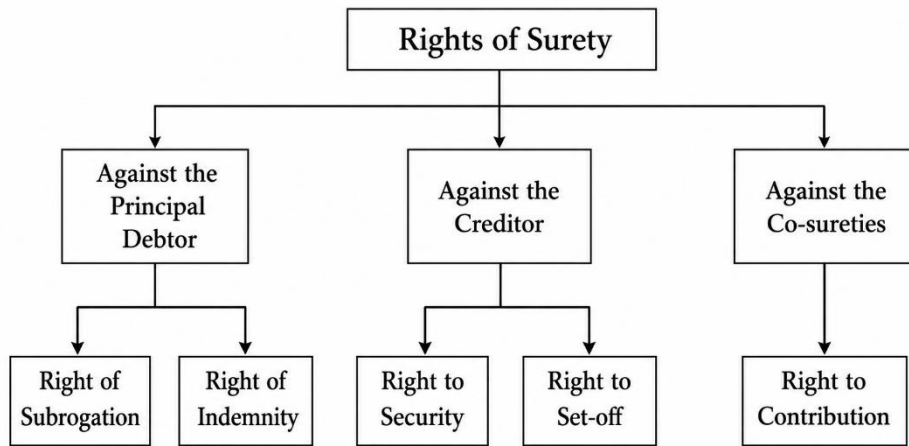 Rights of Surety
Against the
Principal
Debtor
Against the
Creditor
Against the
Co-sureties
Right of
Subrogation
Right of
Indemnity
Right to
Security
Right to
Set-off
Right to
Contribution